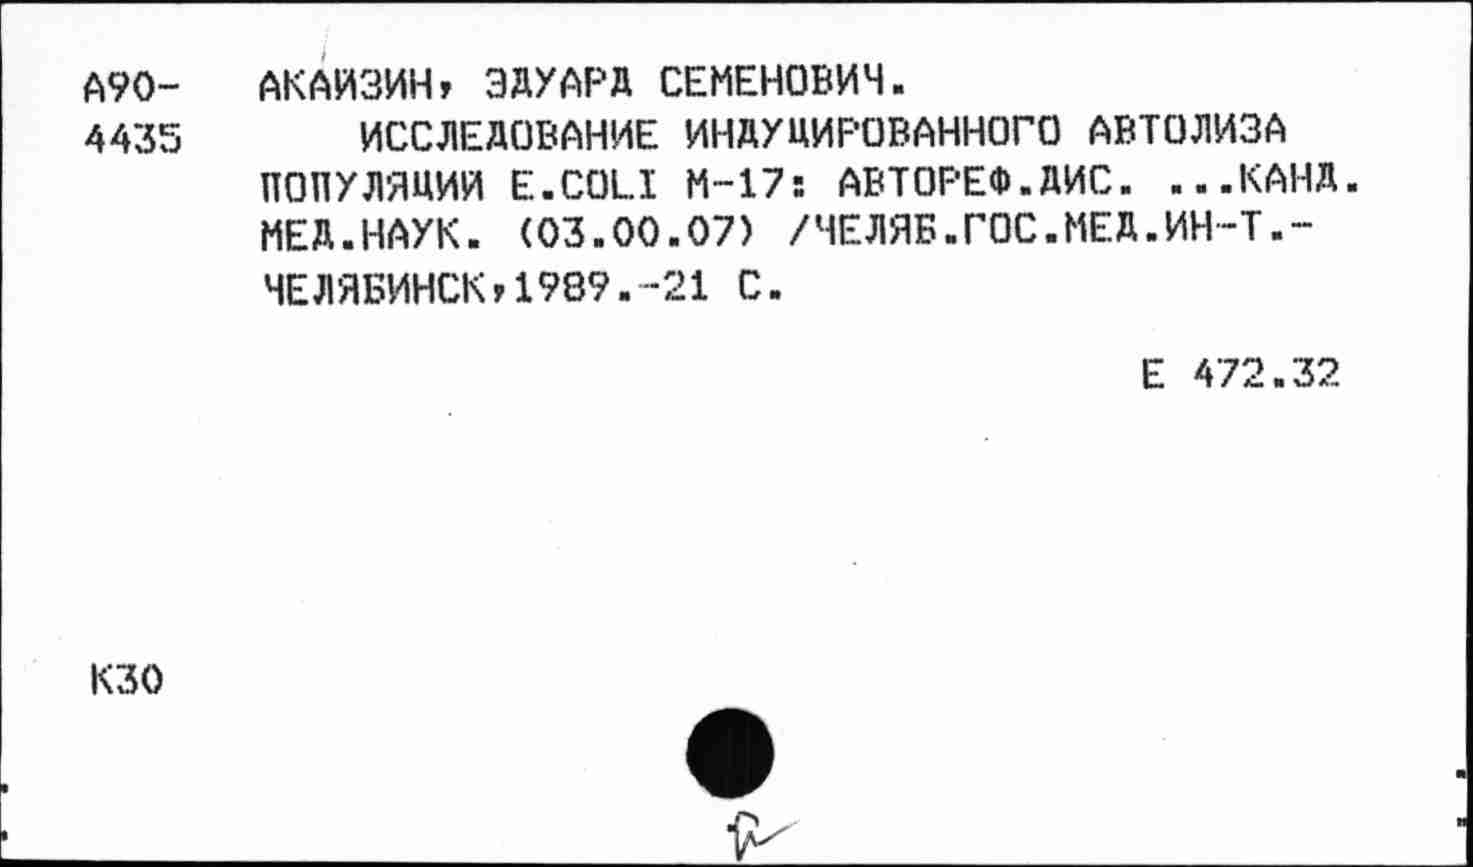 А90- АКАЙЗИН, ЭДУАРД СЕМЕНОВИЧ.
4435 ИССЛЕДОВАНИЕ ИНДУЦИРОВАННОГО АВТОЛИЗА
ПОПУЛЯЦИИ E.COLI М-17: АВТОРЕФ.ДИС. ...КАНД.
МЕД.НАУК. (03.00.07) /ЧЕЛЯБ.ГОС.МЕД.ИН-Т.-
ЧЕЛЯБИНСК,1989.-21 С.
Е 472.32
К30